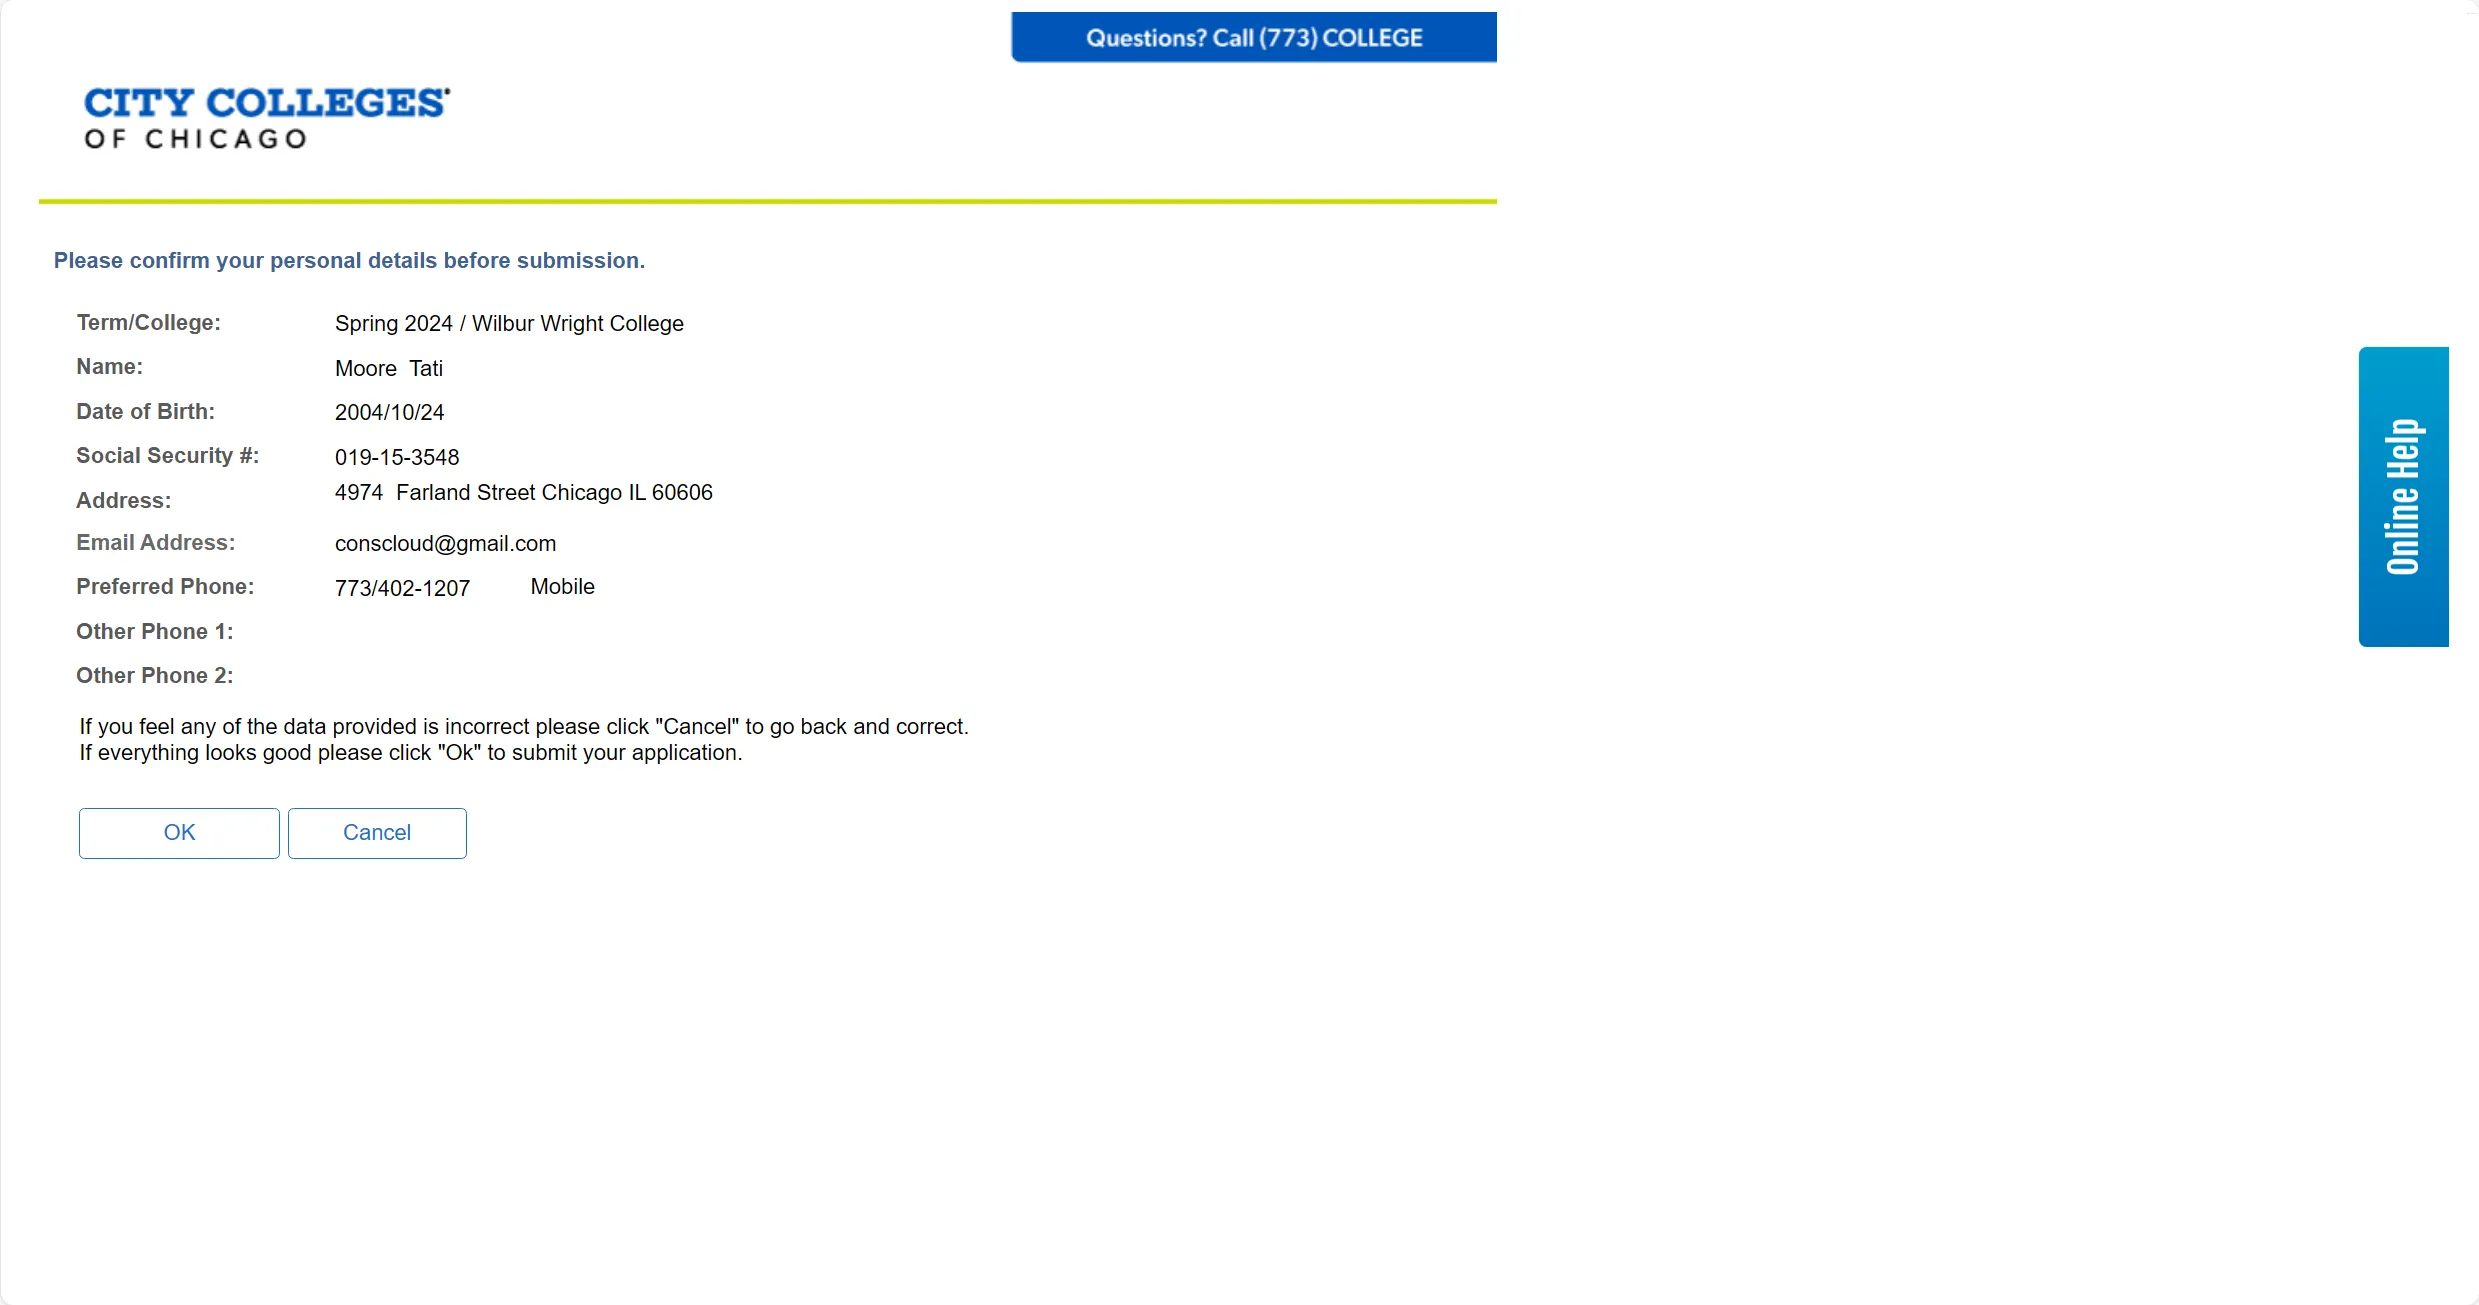 Questions? Call (773) COLLEGE
CITY COLLEGES
OF CHICAGO
Please confirm your personal details before submission.
Term/College: Spring 2024 / Wilbur Wright College
Name: Moore  Tati
Date of Birth: 2004/10/24
Social Security #: 019-15-3548
Address: 4974  Farland Street Chicago IL 60606
Email Address: conscloud@gmail.com
Preferred Phone: 773/402-1207 Mobile
Other Phone 1:
Other Phone 2:
If you feel any of the data provided is incorrect please click "Cancel" to go back and correct.
If everything looks good please click "Ok" to submit your application.
OK Cancel
Online Help